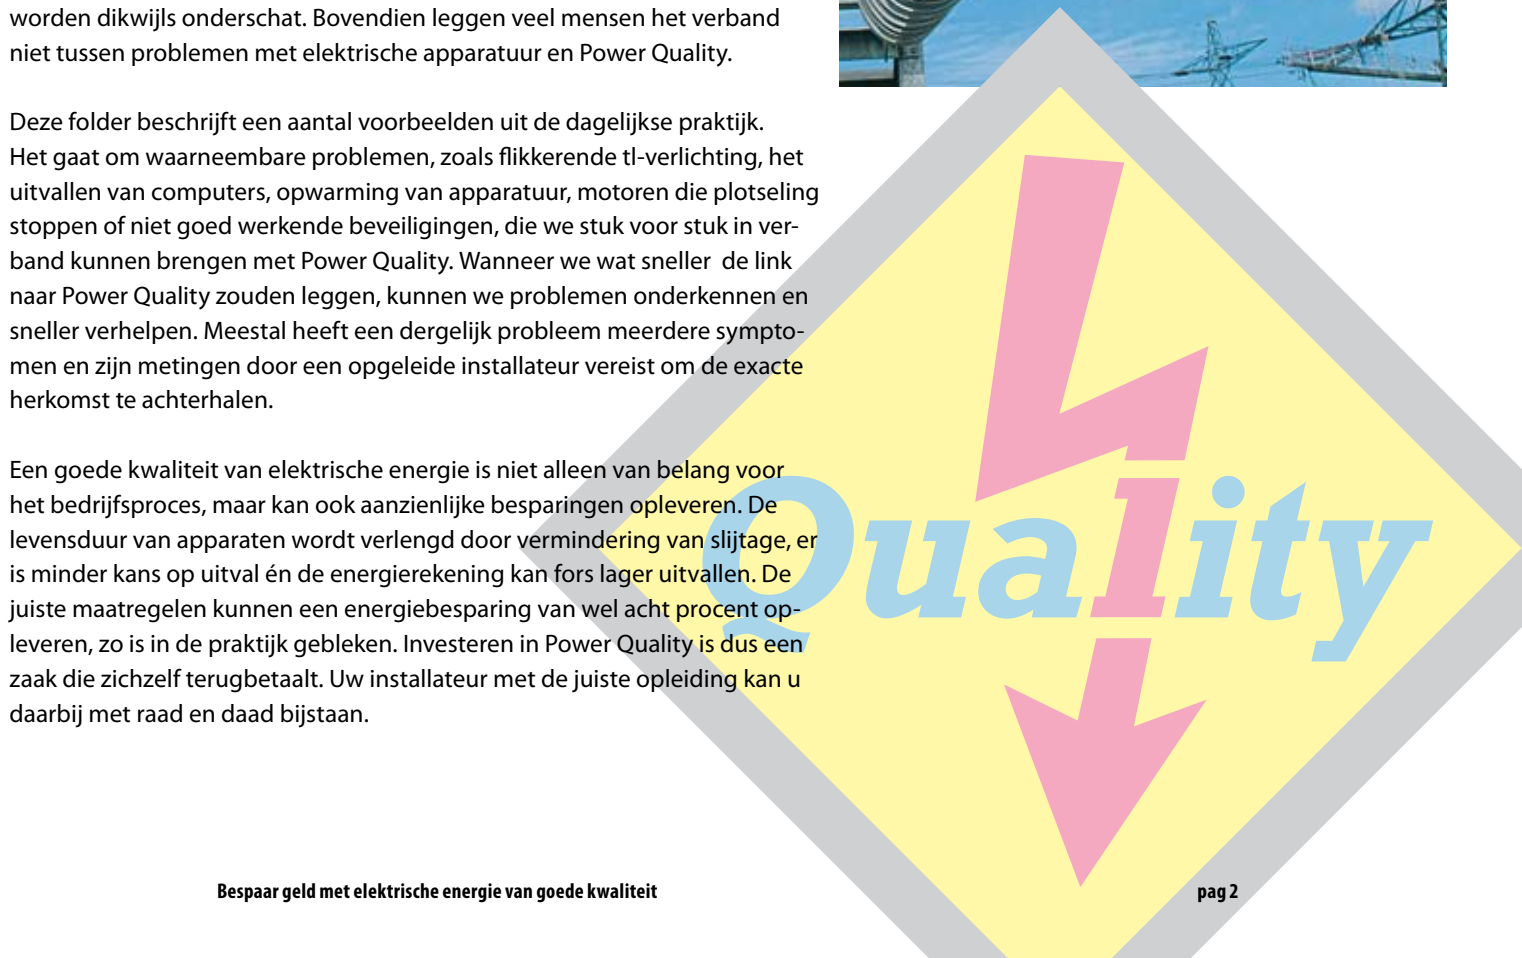 worden dikwijls onderschat. Bovendien leggen veel mensen het verband
niet tussen problemen met elektrische apparatuur en Power Quality.
Deze folder beschrijft een aantal voorbeelden uit de dagelijkse praktijk.
Het gaat om waarneembare problemen, zoals flikkerende tl-verlichting, het
uitvallen van computers, opwarming van apparatuur, motoren die plotseling
stoppen of niet goed werkende beveiligingen, die we stuk voor stuk in ver-
band kunnen brengen met Power Quality. Wanneer we wat sneller  de link
naar Power Quality zouden leggen, kunnen we problemen onderkennen en
sneller verhelpen. Meestal heeft een dergelijk probleem meerdere sympto-
men en zijn metingen door een opgeleide installateur vereist om de exacte
herkomst te achterhalen.
Een goede kwaliteit van elektrische energie is niet alleen van belang voor
het bedrijfsproces, maar kan ook aanzienlijke besparingen opleveren. De
levensduur van apparaten wordt verlengd door vermindering van slijtage, er
is minder kans op uitval én de energierekening kan fors lager uitvallen. De
juiste maatregelen kunnen een energiebesparing van wel acht procent op-
leveren, zo is in de praktijk gebleken. Investeren in Power Quality is dus een
zaak die zichzelf terugbetaalt. Uw installateur met de juiste opleiding kan u
daarbij met raad en daad bijstaan.
Quality
Bespaar geld met elektrische energie van goede kwaliteit
pag 2